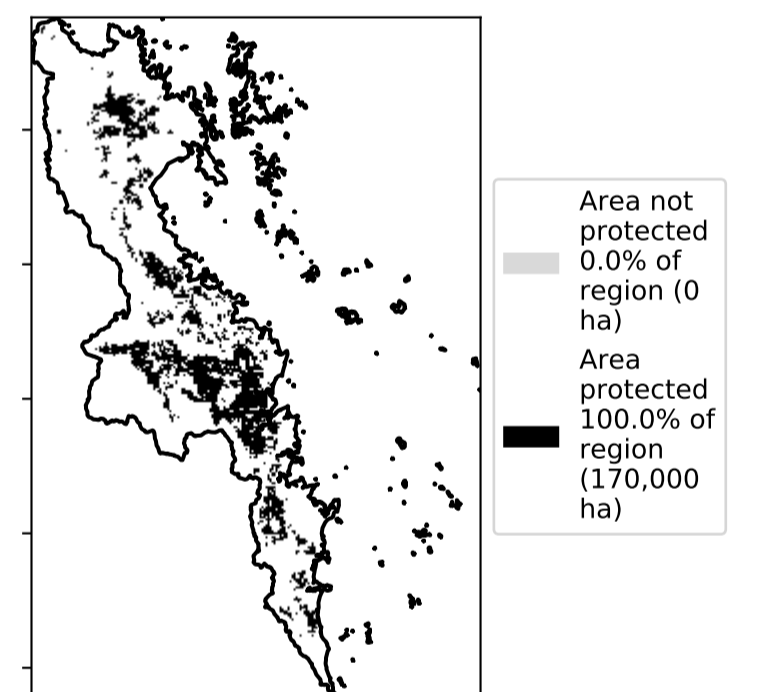 Area not
protected
0.0% of
region (0
ha)
Area
protected
100.0% of
region
(170,000
ha)